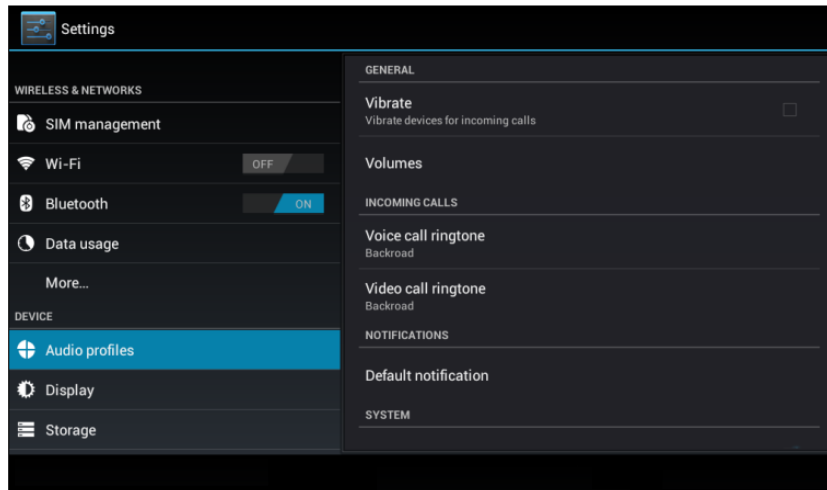 Settings
WIRELESS & NETWORKS
SIM management
Wi-Fi
OFF
Bluetooth
ON
Data usage
More...
DEVICE
Audio profiles
Display
Storage
GENERAL
Vibrate
Vibrate devices for incoming calls
Volumes
INCOMING CALLS
Voice call ringtone
Backroad
Video call ringtone
Backroad
NOTIFICATIONS
Default notification
SYSTEM